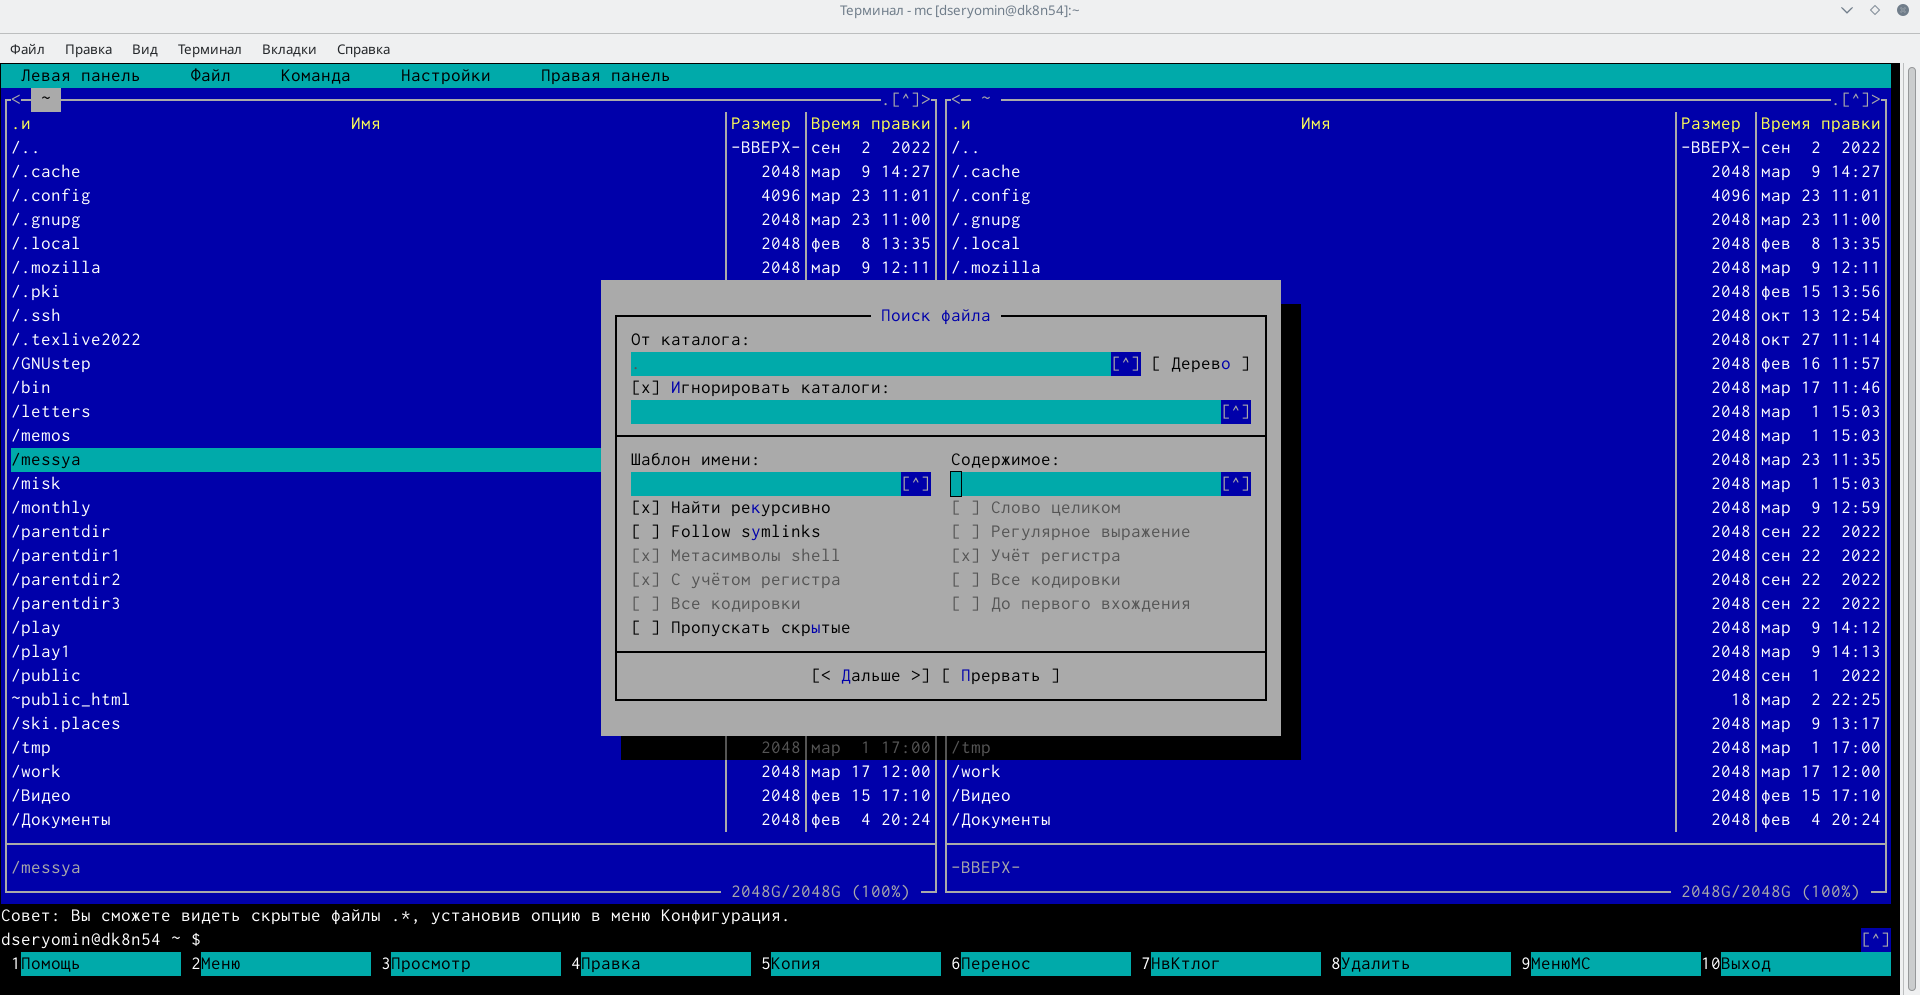 Терминал - mc [dseryomin@dk8n54]:~
Файл Правка Вид Терминал Вкладки Справка
Левая панель Файл Команда Настройки Правая панель
<─ ~ .[^]> <─ ~ .[^]>
.и Имя Размер Время правки .и Имя Размер Время правки
/.. -ВВЕРХ- сен 2 2022 /.. -ВВЕРХ- сен 2 2022
/.cache 2048 мар 9 14:27 /.cache 2048 мар 9 14:27
/.config 4096 мар 23 11:01 /.config 4096 мар 23 11:01
/.gnupg 2048 мар 23 11:00 /.gnupg 2048 мар 23 11:00
/.local 2048 фев 8 13:35 /.local 2048 фев 8 13:35
/.mozilla 2048 мар 9 12:11 /.mozilla 2048 мар 9 12:11
/.pki 2048 фев 15 13:56
/.ssh Поиск файла 2048 окт 13 12:54
/.texlive2022 От каталога: 2048 окт 27 11:14
/GNUstep . [^] [ Дерево ] 2048 фев 16 11:57
/bin [x] Игнорировать каталоги: 2048 мар 17 11:46
/letters [^] 2048 мар 1 15:03
/memos 2048 мар 1 15:03
/messya Шаблон имени: Содержимое: 2048 мар 23 11:35
/misk [^] [^] 2048 мар 1 15:03
/monthly [x] Найти рекурсивно [ ] Слово целиком 2048 мар 9 12:59
/parentdir [ ] Follow symlinks [ ] Регулярное выражение 2048 сен 22 2022
/parentdir1 [x] Метасимволы shell [x] Учёт регистра 2048 сен 22 2022
/parentdir2 [x] С учётом регистра [ ] Все кодировки 2048 сен 22 2022
/parentdir3 [ ] Все кодировки [ ] До первого вхождения 2048 сен 22 2022
/play [ ] Пропускать скрытые 2048 мар 9 14:12
/play1 2048 мар 9 14:13
/public [< Дальше >] [ Прервать ] 2048 сен 1 2022
~public_html 18 мар 2 22:25
/ski.places 2048 мар 9 13:17
/tmp 2048 мар 1 17:00 /tmp 2048 мар 1 17:00
/work 2048 мар 17 12:00 /work 2048 мар 17 12:00
/Видео 2048 фев 15 17:10 /Видео 2048 фев 15 17:10
/Документы 2048 фев 4 20:24 /Документы 2048 фев 4 20:24
/messya -ВВЕРХ-
2048G/2048G (100%) 2048G/2048G (100%)
Совет: Вы сможете видеть скрытые файлы .*, установив опцию в меню Конфигурация.
dseryomin@dk8n54 ~ $ [^]
1Помощь 2Меню 3Просмотр 4Правка 5Копия 6Перенос 7НвКтлог 8Удалить 9МенюMC 10Выход